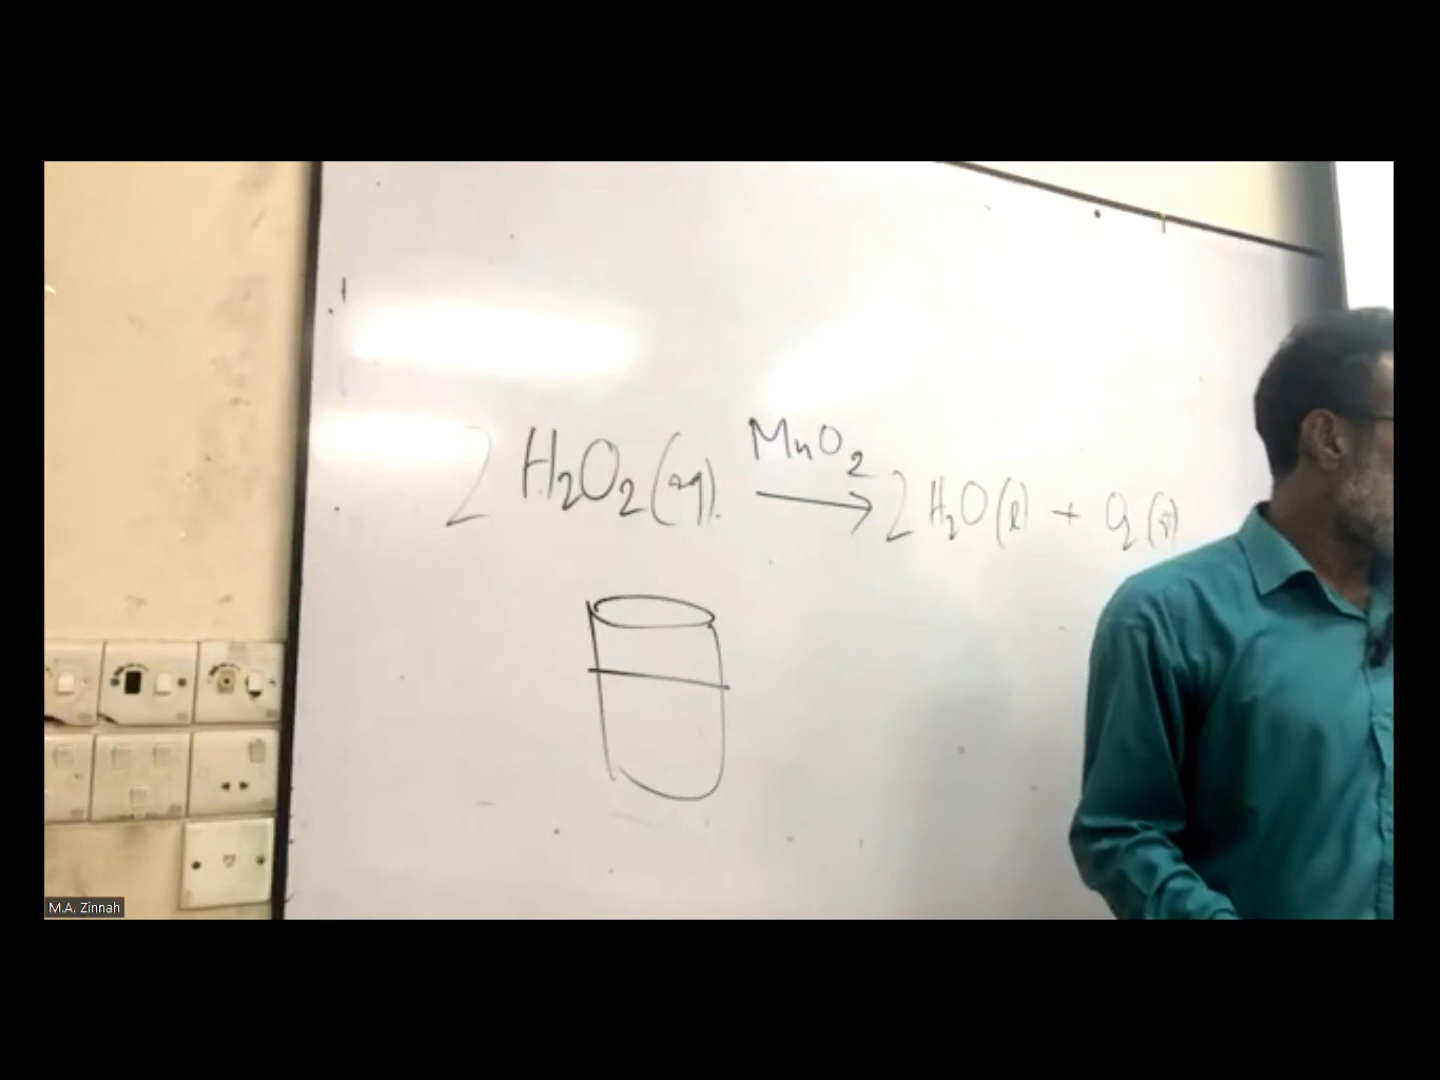 2 H₂O₂ (aq) MnO₂ → 2 H₂O (l) + O₂ (g)
M.A. Zinnah